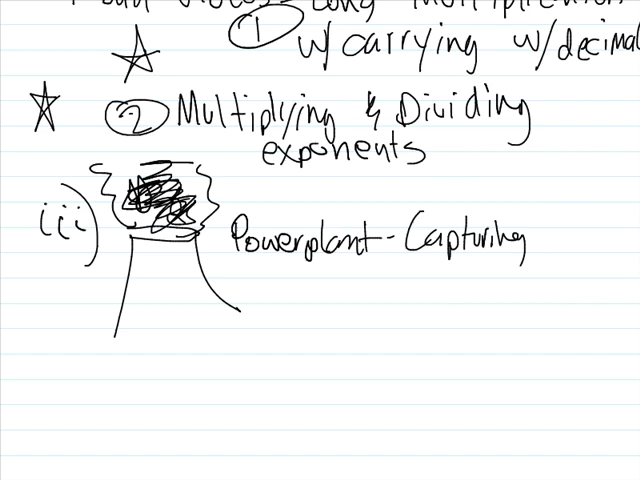 Long Multiplication
① w/ carrying w/ decimal
② Multiplying & Dividing
exponents
iii) Powerplant - Capturing